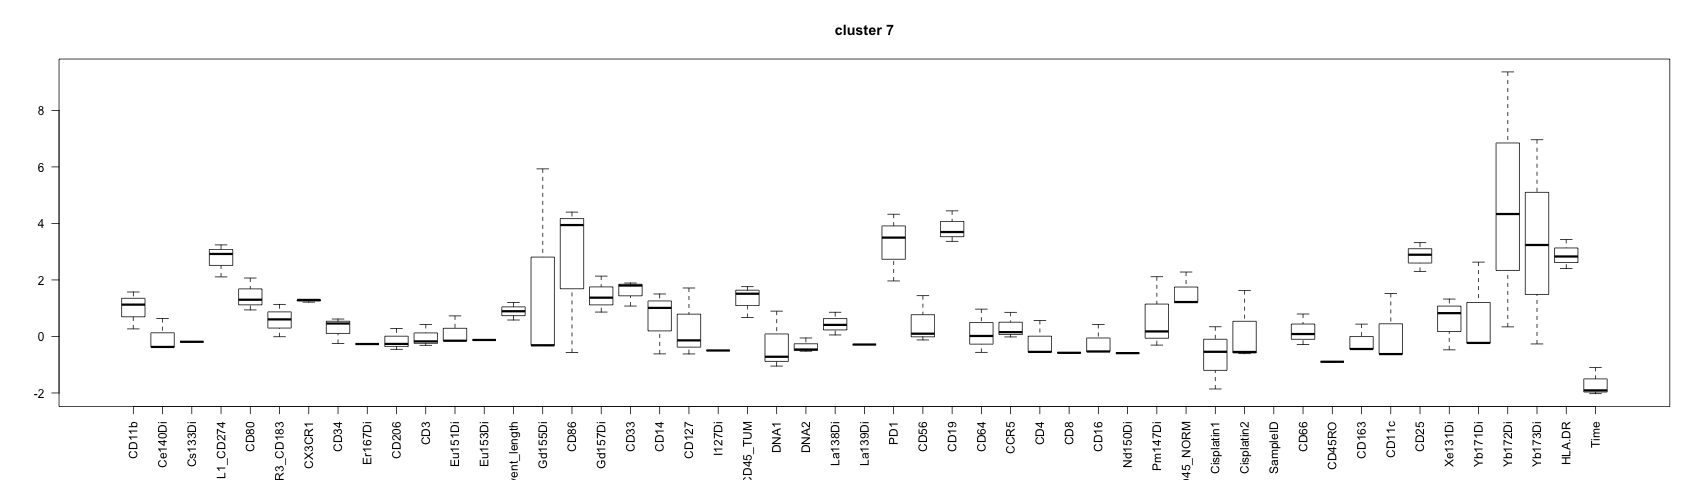 cluster 7
8
6
4
2
0
-2
CD11b
Ce140Di
Cs133Di
L1_CD274
CD80
R3_CD183
CX3CR1
CD34
Er167Di
CD206
CD3
Eu151Di
Eu153Di
vent_length
Gd155Di
CD86
Gd157Di
CD33
CD14
CD127
I127Di
CD45_TUM
DNA1
DNA2
La138Di
La139Di
PD1
CD56
CD19
CD64
CCR5
CD4
CD8
CD16
Nd150Di
Pm147Di
D45_NORM
Cisplatin1
Cisplatin2
SampleID
CD66
CD45RO
CD163
CD11c
CD25
Xe131Di
Yb171Di
Yb172Di
Yb173Di
HLA.DR
Time